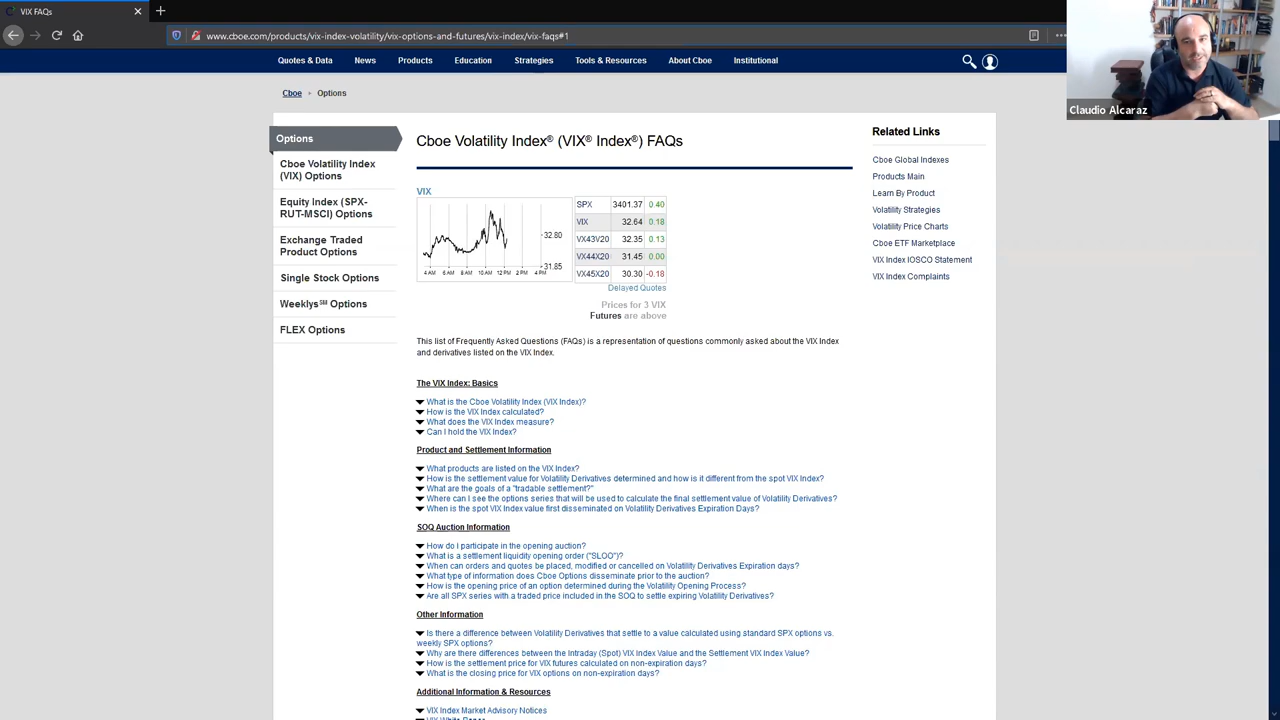 VIX FAQs
www.cboe.com/products/vix-index-volatility/vix-options-and-futures/vix-index/vix-faqs#1
Quotes & Data News Products Education Strategies Tools & Resources About Cboe Institutional
Claudio Alcaraz
Cboe Options
Options
Cboe Volatility Index
(VIX) Options
Equity Index (SPX-
RUT-MSCI) Options
Exchange Traded
Product Options
Single Stock Options
Weeklys℠ Options
FLEX Options
Cboe Volatility Index® (VIX® Index®) FAQs
VIX
32.80
31.85
4 AM 6 AM 8 AM 10 AM 12 PM 2 PM 4 PM
SPX 3401.37 0.40
VIX 32.64 0.18
VX43V20 32.35 0.13
VX44X20 31.45 0.00
VX45X20 30.30 -0.18
Delayed Quotes
Prices for 3 VIX
Futures are above
This list of Frequently Asked Questions (FAQs) is a representation of questions commonly asked about the VIX Index
and derivatives listed on the VIX Index.
The VIX Index: Basics
What is the Cboe Volatility Index (VIX Index)?
How is the VIX Index calculated?
What does the VIX Index measure?
Can I hold the VIX Index?
Product and Settlement Information
What products are listed on the VIX Index?
How is the settlement value for Volatility Derivatives determined and how is it different from the spot VIX Index?
What are the goals of a "tradable settlement?"
Where can I see the options series that will be used to calculate the final settlement value of Volatility Derivatives?
When is the spot VIX Index value first disseminated on Volatility Derivatives Expiration Days?
SOQ Auction Information
How do I participate in the opening auction?
What is a settlement liquidity opening order ("SLOO")?
When can orders and quotes be placed, modified or cancelled on Volatility Derivatives Expiration days?
What type of information does Cboe Options disseminate prior to the auction?
How is the opening price of an option determined during the Volatility Opening Process?
Are all SPX series with a traded price included in the SOQ to settle expiring Volatility Derivatives?
Other Information
Is there a difference between Volatility Derivatives that settle to a value calculated using standard SPX options vs.
weekly SPX options?
Why are there differences between the Intraday (Spot) VIX Index Value and the Settlement VIX Index Value?
How is the settlement price for VIX futures calculated on non-expiration days?
What is the closing price for VIX options on non-expiration days?
Additional Information & Resources
VIX Index Market Advisory Notices
VIX White Paper
Related Links
Cboe Global Indexes
Products Main
Learn By Product
Volatility Strategies
Volatility Price Charts
Cboe ETF Marketplace
VIX Index IOSCO Statement
VIX Index Complaints